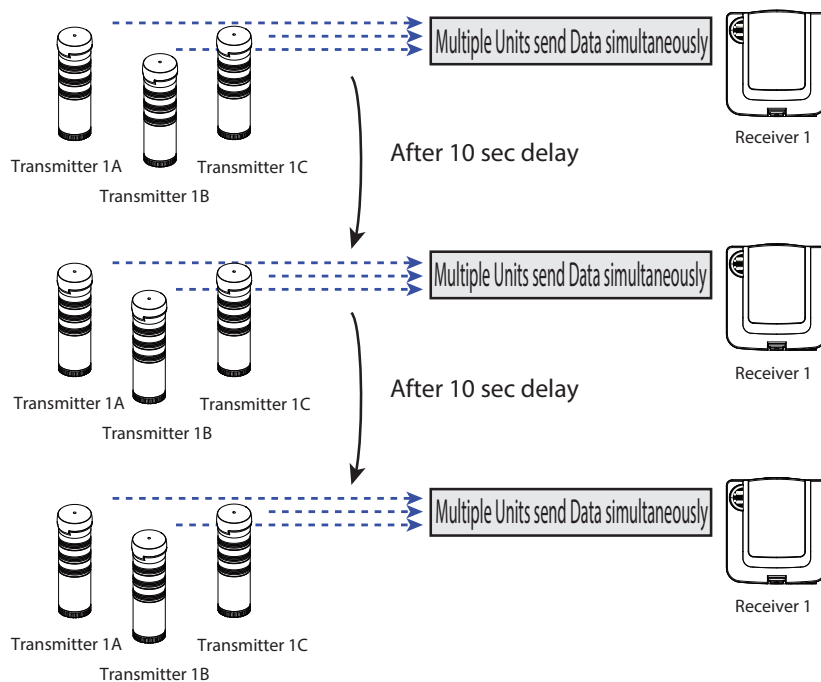 Multiple Units send Data simultaneously
Receiver 1
Transmitter 1A
Transmitter 1C
Transmitter 1B
After 10 sec delay
Multiple Units send Data simultaneously
Receiver 1
Transmitter 1A
Transmitter 1C
Transmitter 1B
After 10 sec delay
Multiple Units send Data simultaneously
Receiver 1
Transmitter 1A
Transmitter 1C
Transmitter 1B